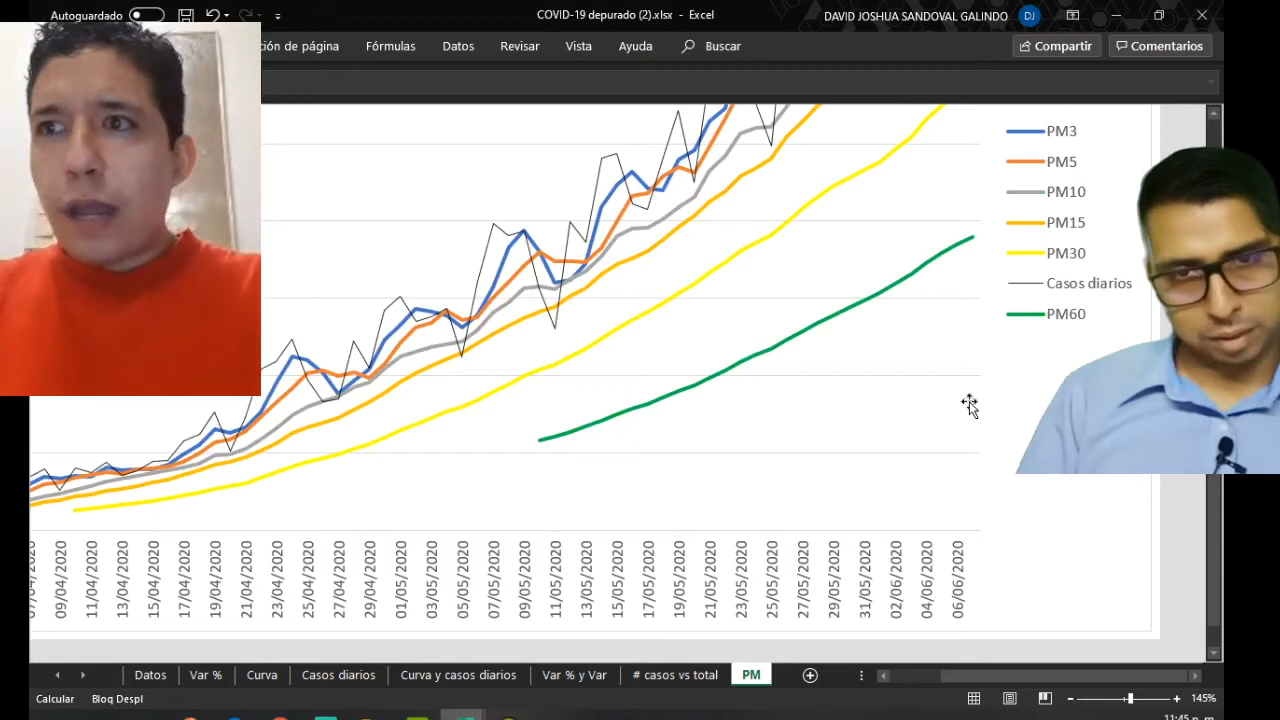 Autoguardado
COVID-19 depurado (2).xlsx - Excel
DAVID JOSHUA SANDOVAL GALINDO
DJ
ción de página
Fórmulas
Datos
Revisar
Vista
Ayuda
Buscar
Compartir
Comentarios
PM3
PM5
PM10
PM15
PM30
Casos diarios
PM60
07/04/2020
09/04/2020
11/04/2020
13/04/2020
15/04/2020
17/04/2020
19/04/2020
21/04/2020
23/04/2020
25/04/2020
27/04/2020
29/04/2020
01/05/2020
03/05/2020
05/05/2020
07/05/2020
09/05/2020
11/05/2020
13/05/2020
15/05/2020
17/05/2020
19/05/2020
21/05/2020
23/05/2020
25/05/2020
27/05/2020
29/05/2020
31/05/2020
02/06/2020
04/06/2020
06/06/2020
Datos
Var %
Curva
Casos diarios
Curva y casos diarios
Var % y Var
# casos vs total
PM
Calcular
Bloq Despl
145%
11:45 p. m.